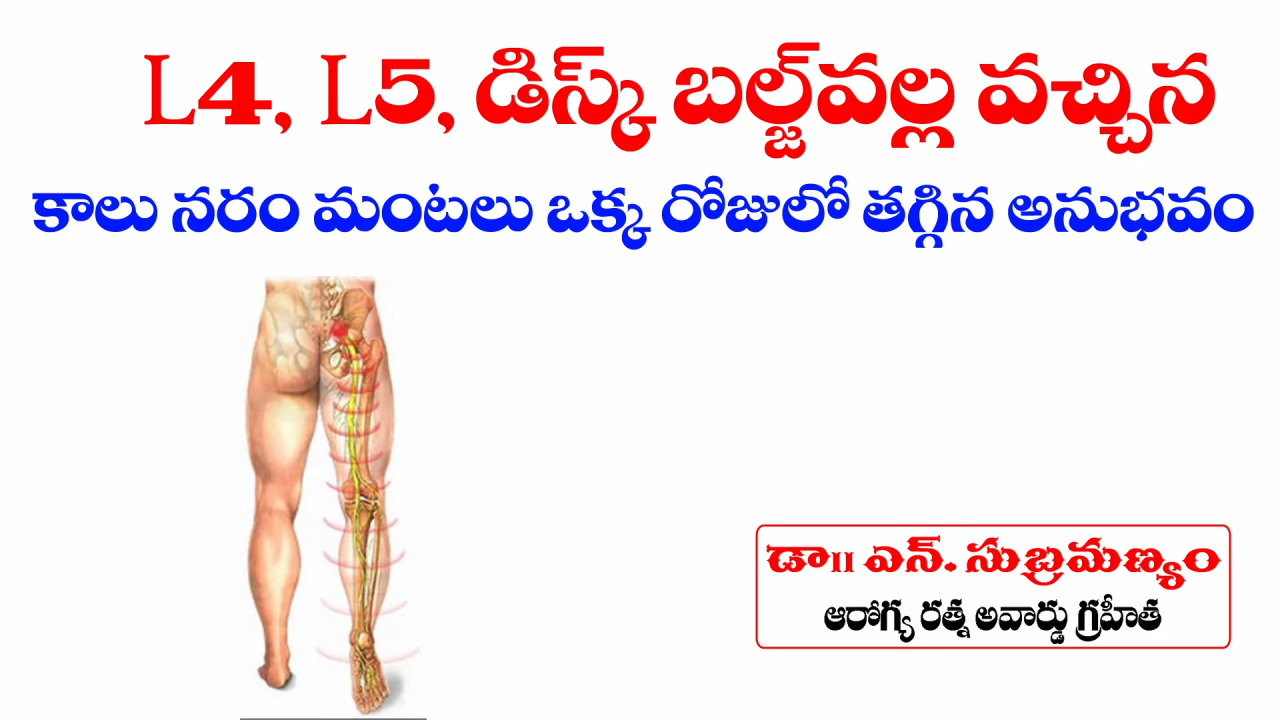 L4, L5, డిస్క్ బల్జ్‌వల్ల వచ్చిన
కాలు నరం మంటలు ఒక్క రోజులో తగ్గిన అనుభవం
డా॥ ఎన్. సుబ్రమణ్యం
ఆరోగ్య రత్న అవార్డు గ్రహీత